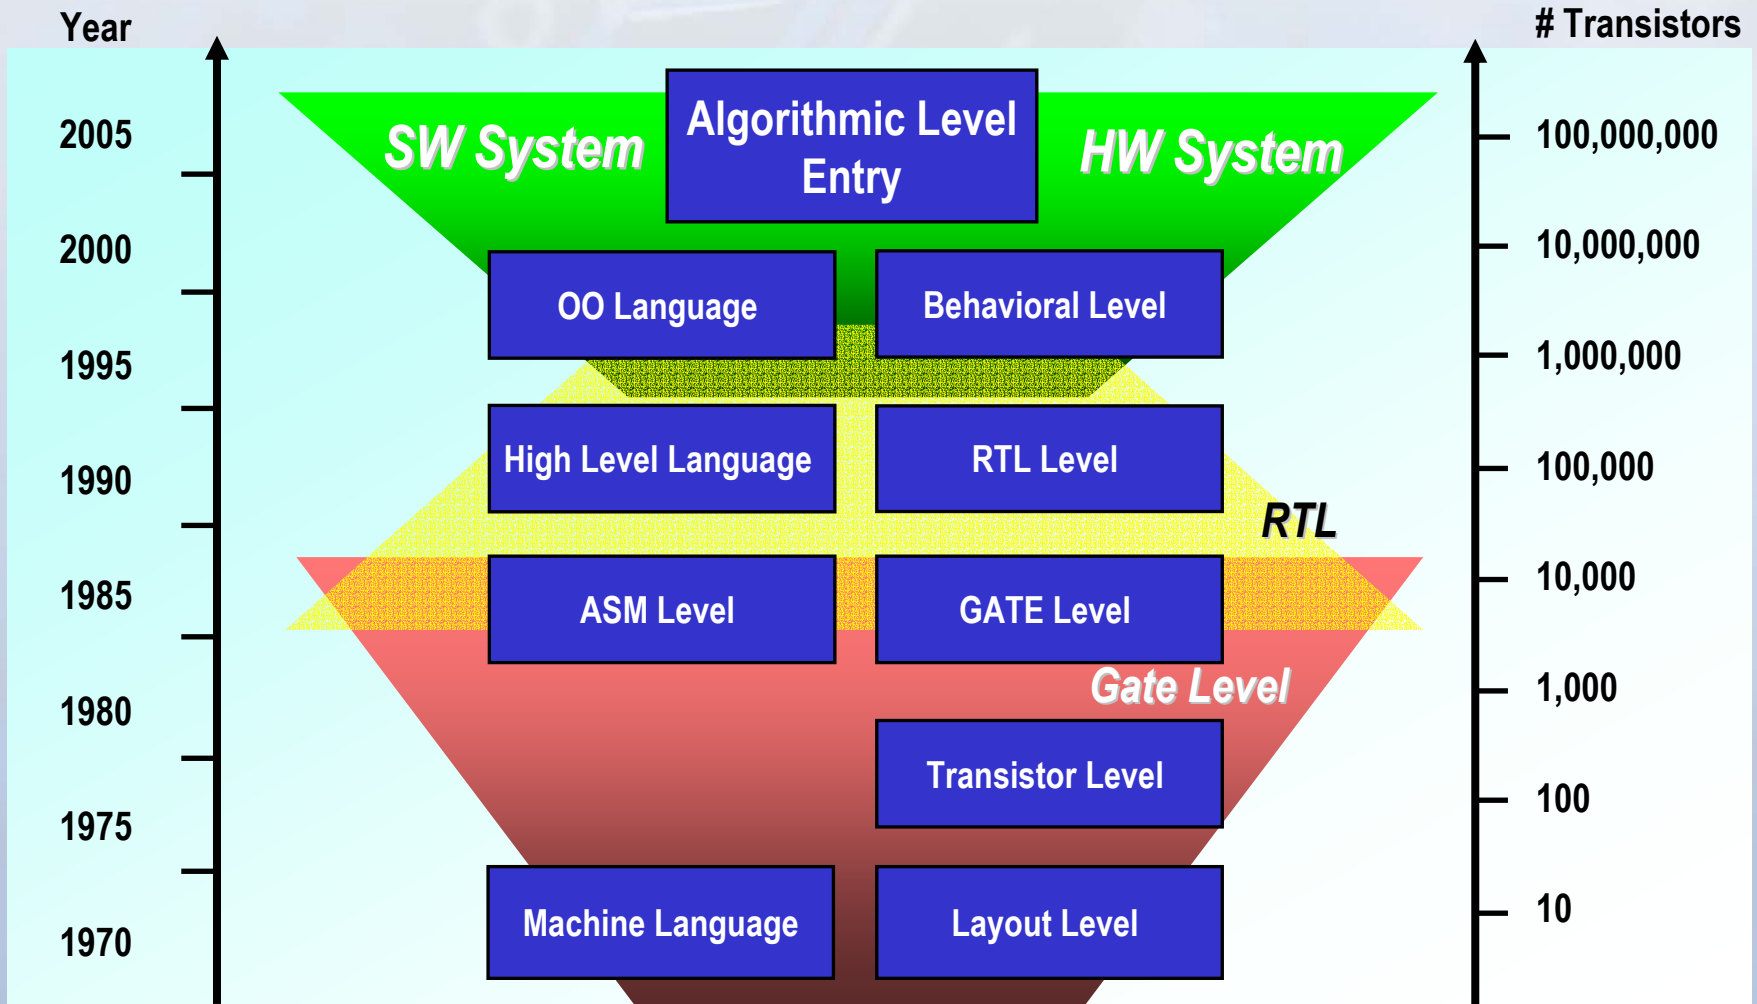 Year
# Transistors
2005
SW System
Algorithmic Level
Entry
HW System
100,000,000
2000
10,000,000
OO Language
Behavioral Level
1995
1,000,000
High Level Language
RTL Level
1990
100,000
RTL
1985
ASM Level
GATE Level
10,000
Gate Level
1,000
1980
Transistor Level
100
1975
Machine Language
Layout Level
10
1970